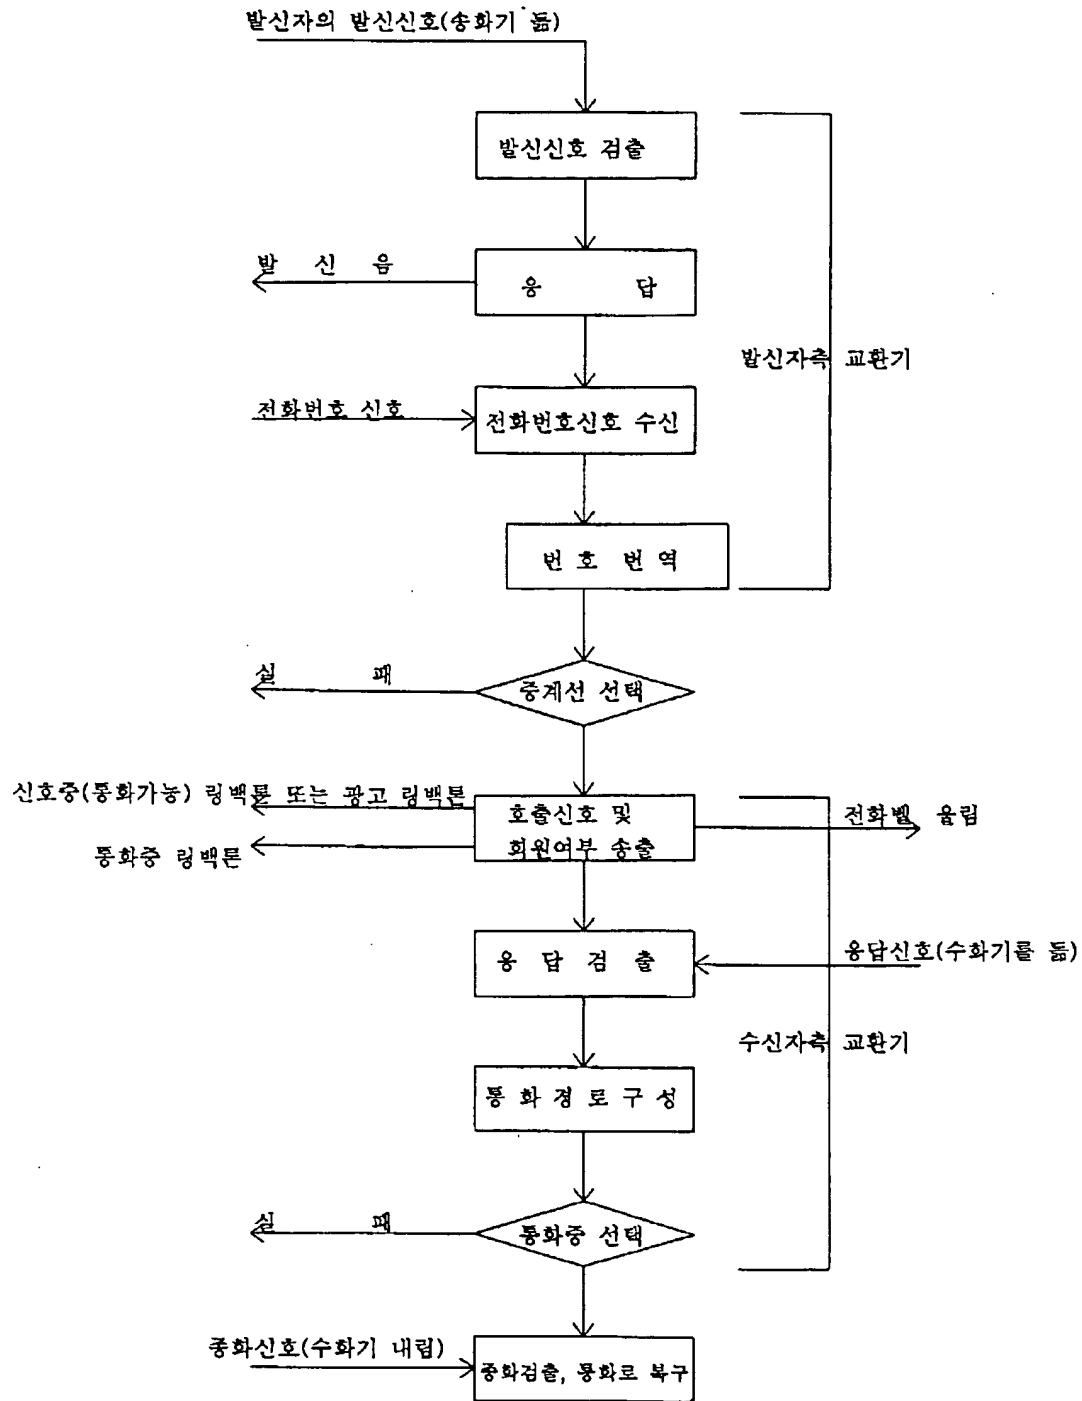 발신자의 발신신호(송화기 듦)
발신신호 검출
발 신 음
응 답
발신자측 교환기
전화번호 신호
전화번호신호 수신
번 호 번 역
실 패
중계선 선택
신호중(통화가능) 링백톤 또는 광고 링백톤
호출신호 및
회원여부 송출
전화벨 울림
통화중 링백톤
응 답 검 출
응답신호(수화기를 듦)
수신자측 교환기
통 화 경 로 구 성
실 패
통화중 선택
종화신호(수화기 내림)
종화검출, 통화로 복구